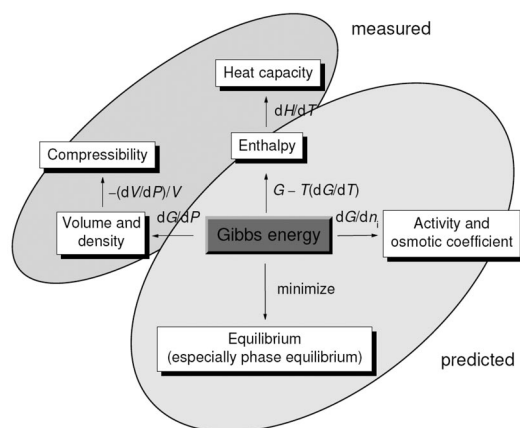 measured
Heat capacity
dH/dT
Compressibility
Enthalpy
–(dV/dP)/V
G – T(dG/dT)
Volume and
density
dG/dP
Gibbs energy
dG/dni
Activity and
osmotic coefficient
minimize
Equilibrium
(especially phase equilibrium)
predicted